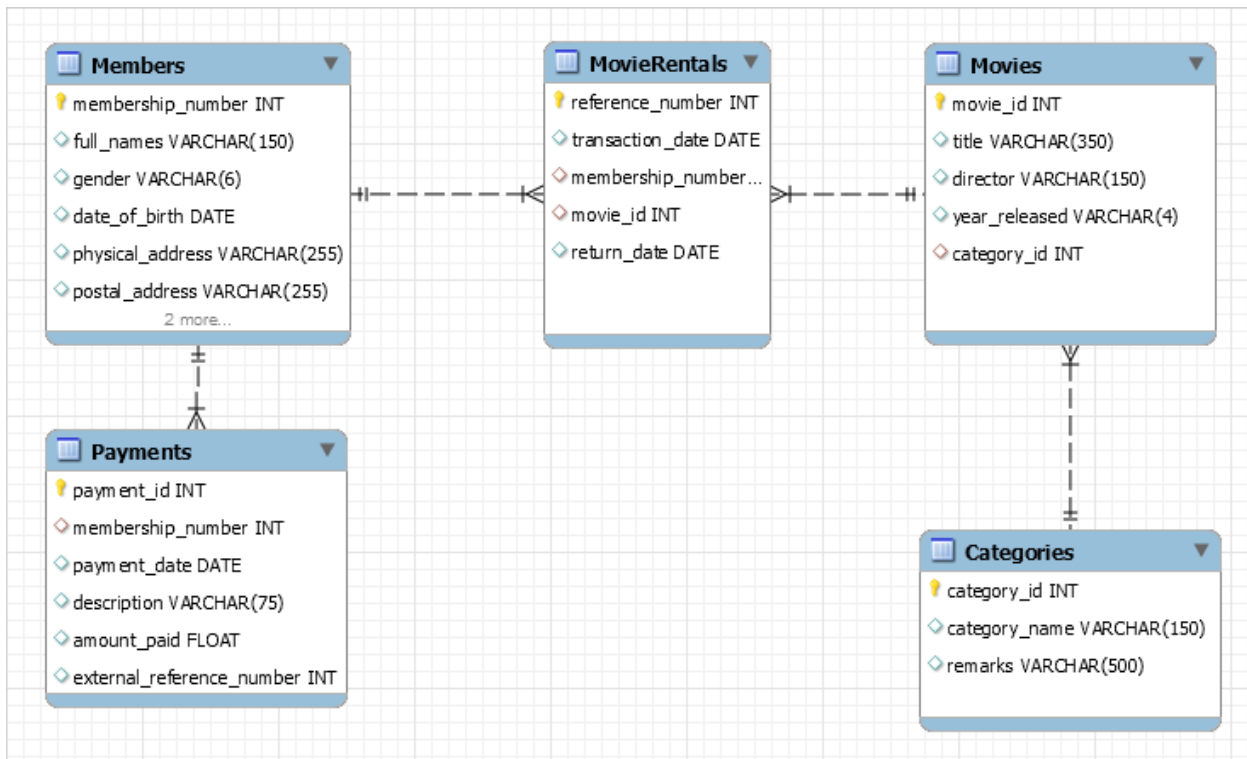 Members
membership_number INT
full_names VARCHAR(150)
gender VARCHAR(6)
date_of_birth DATE
physical_address VARCHAR(255)
postal_address VARCHAR(255)
2 more...
MovieRentals
reference_number INT
transaction_date DATE
membership_number...
movie_id INT
return_date DATE
Movies
movie_id INT
title VARCHAR(350)
director VARCHAR(150)
year_released VARCHAR(4)
category_id INT
Payments
payment_id INT
membership_number INT
payment_date DATE
description VARCHAR(75)
amount_paid FLOAT
external_reference_number INT
Categories
category_id INT
category_name VARCHAR(150)
remarks VARCHAR(500)